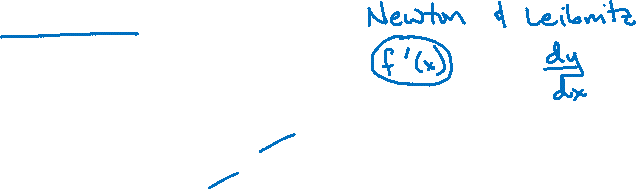 Newton & Leibnitz
f'(x) dy/dx